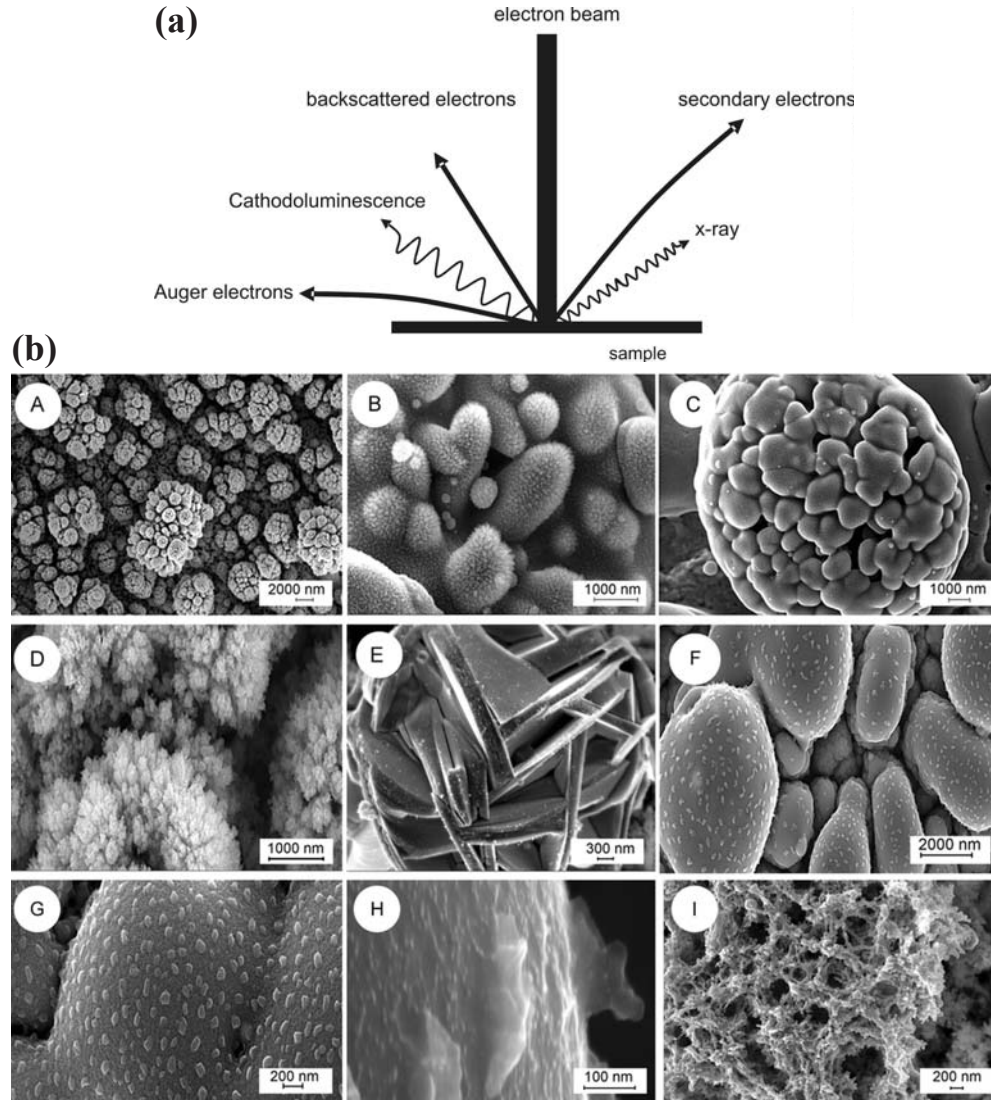 (a)
electron beam
backscattered electrons
secondary electrons
Cathodoluminescence
x-ray
Auger electrons
sample
(b)
A
2000 nm
B
1000 nm
C
1000 nm
D
1000 nm
E
300 nm
F
2000 nm
G
200 nm
H
100 nm
I
200 nm